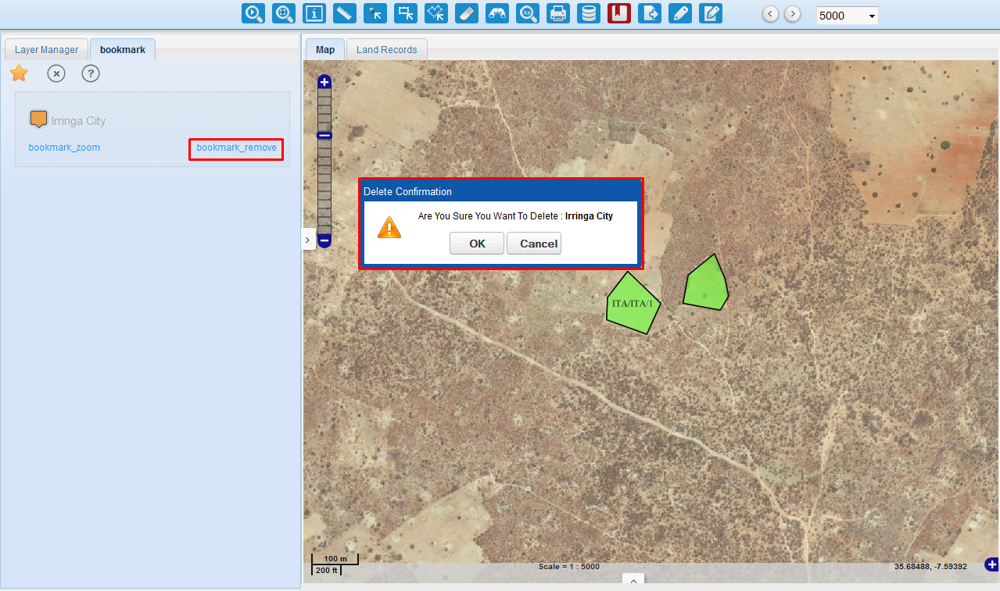 5000
Layer Manager
bookmark
Map
Land Records
Irringa City
bookmark_zoom
bookmark_remove
Delete Confirmation
Are You Sure You Want To Delete : Irringa City
OK
Cancel
ITA/ITA/1
100 m
200 ft
Scale = 1 : 5000
35.68488, -7.59392